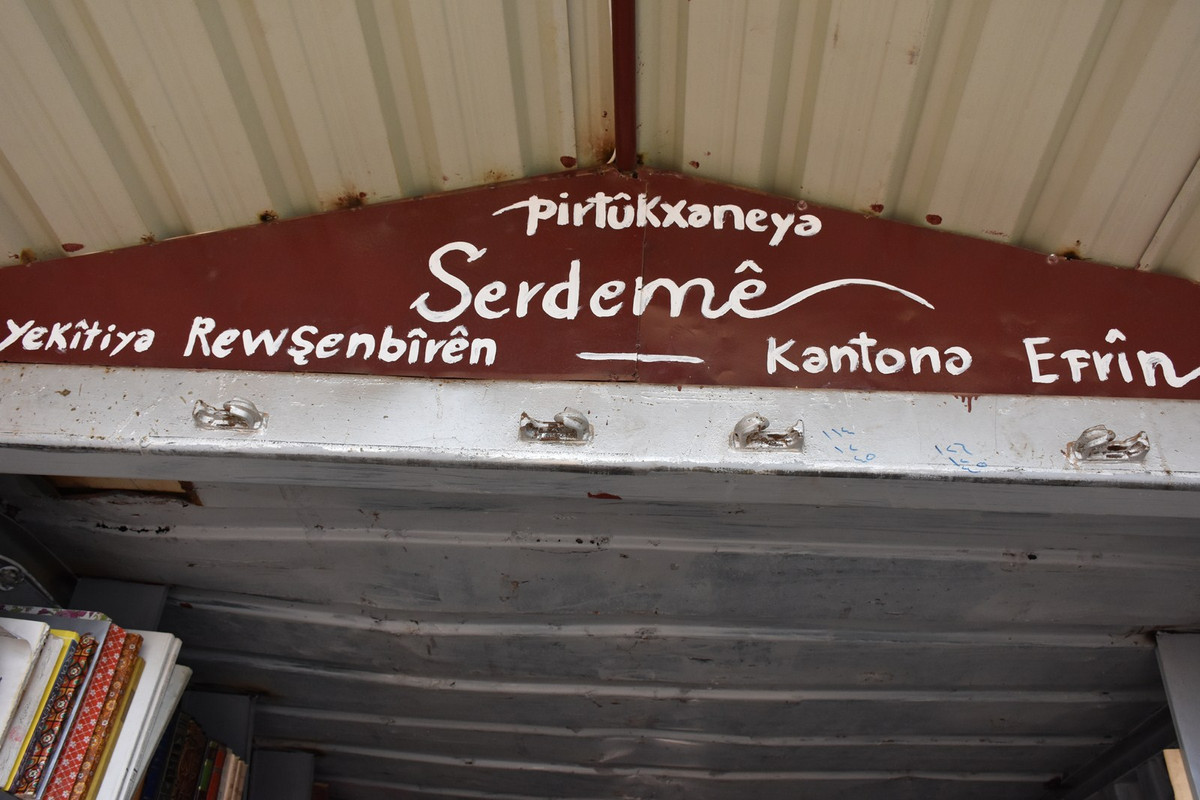 Pirtûkxaneya
Serdemê
Yekîtiya Rewşenbîrên — Kantona Efrîn